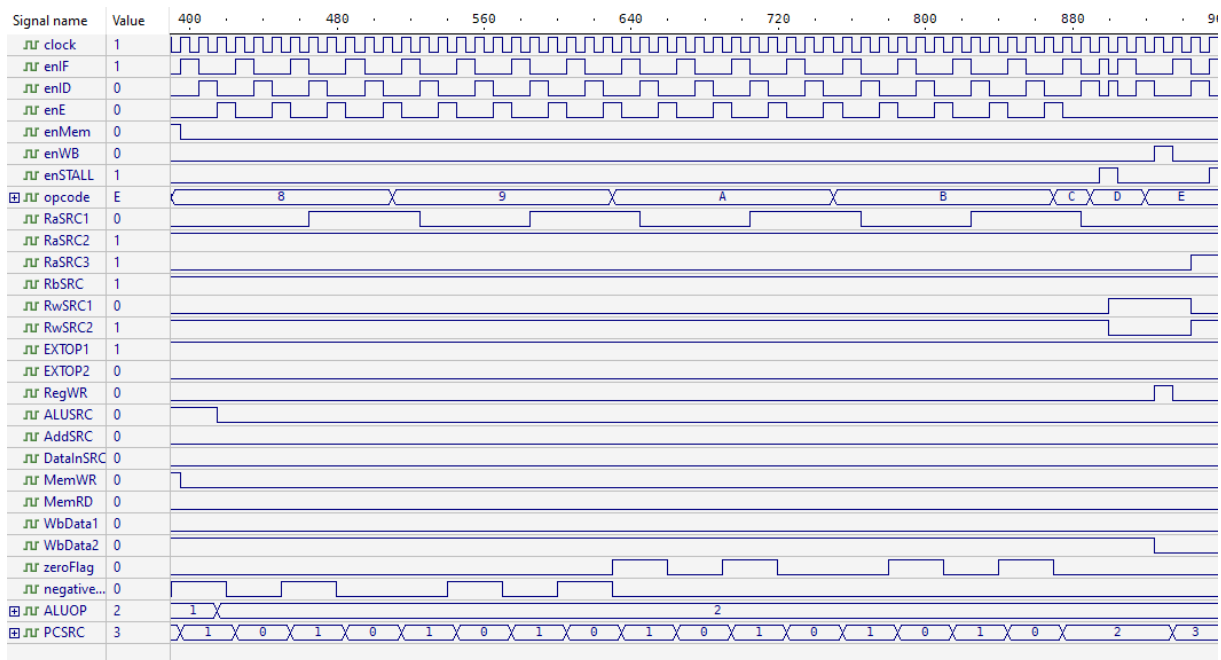 Signal name Value 400 480 560 640 720 800 880 96
clock 1
enIF 1
enID 0
enE 0
enMem 0
enWB 0
enSTALL 1
opcode E 8 9 A B C D E
RaSRC1 0
RaSRC2 1
RaSRC3 1
RbSRC 1
RwSRC1 0
RwSRC2 1
EXTOP1 1
EXTOP2 0
RegWR 0
ALUSRC 0
AddSRC 0
DataInSRC 0
MemWR 0
MemRD 0
WbData1 0
WbData2 0
zeroFlag 0
negative... 0
ALUOP 2 1 2
PCSRC 3 1 0 1 0 1 0 1 0 1 0 1 0 1 0 1 0 2 3